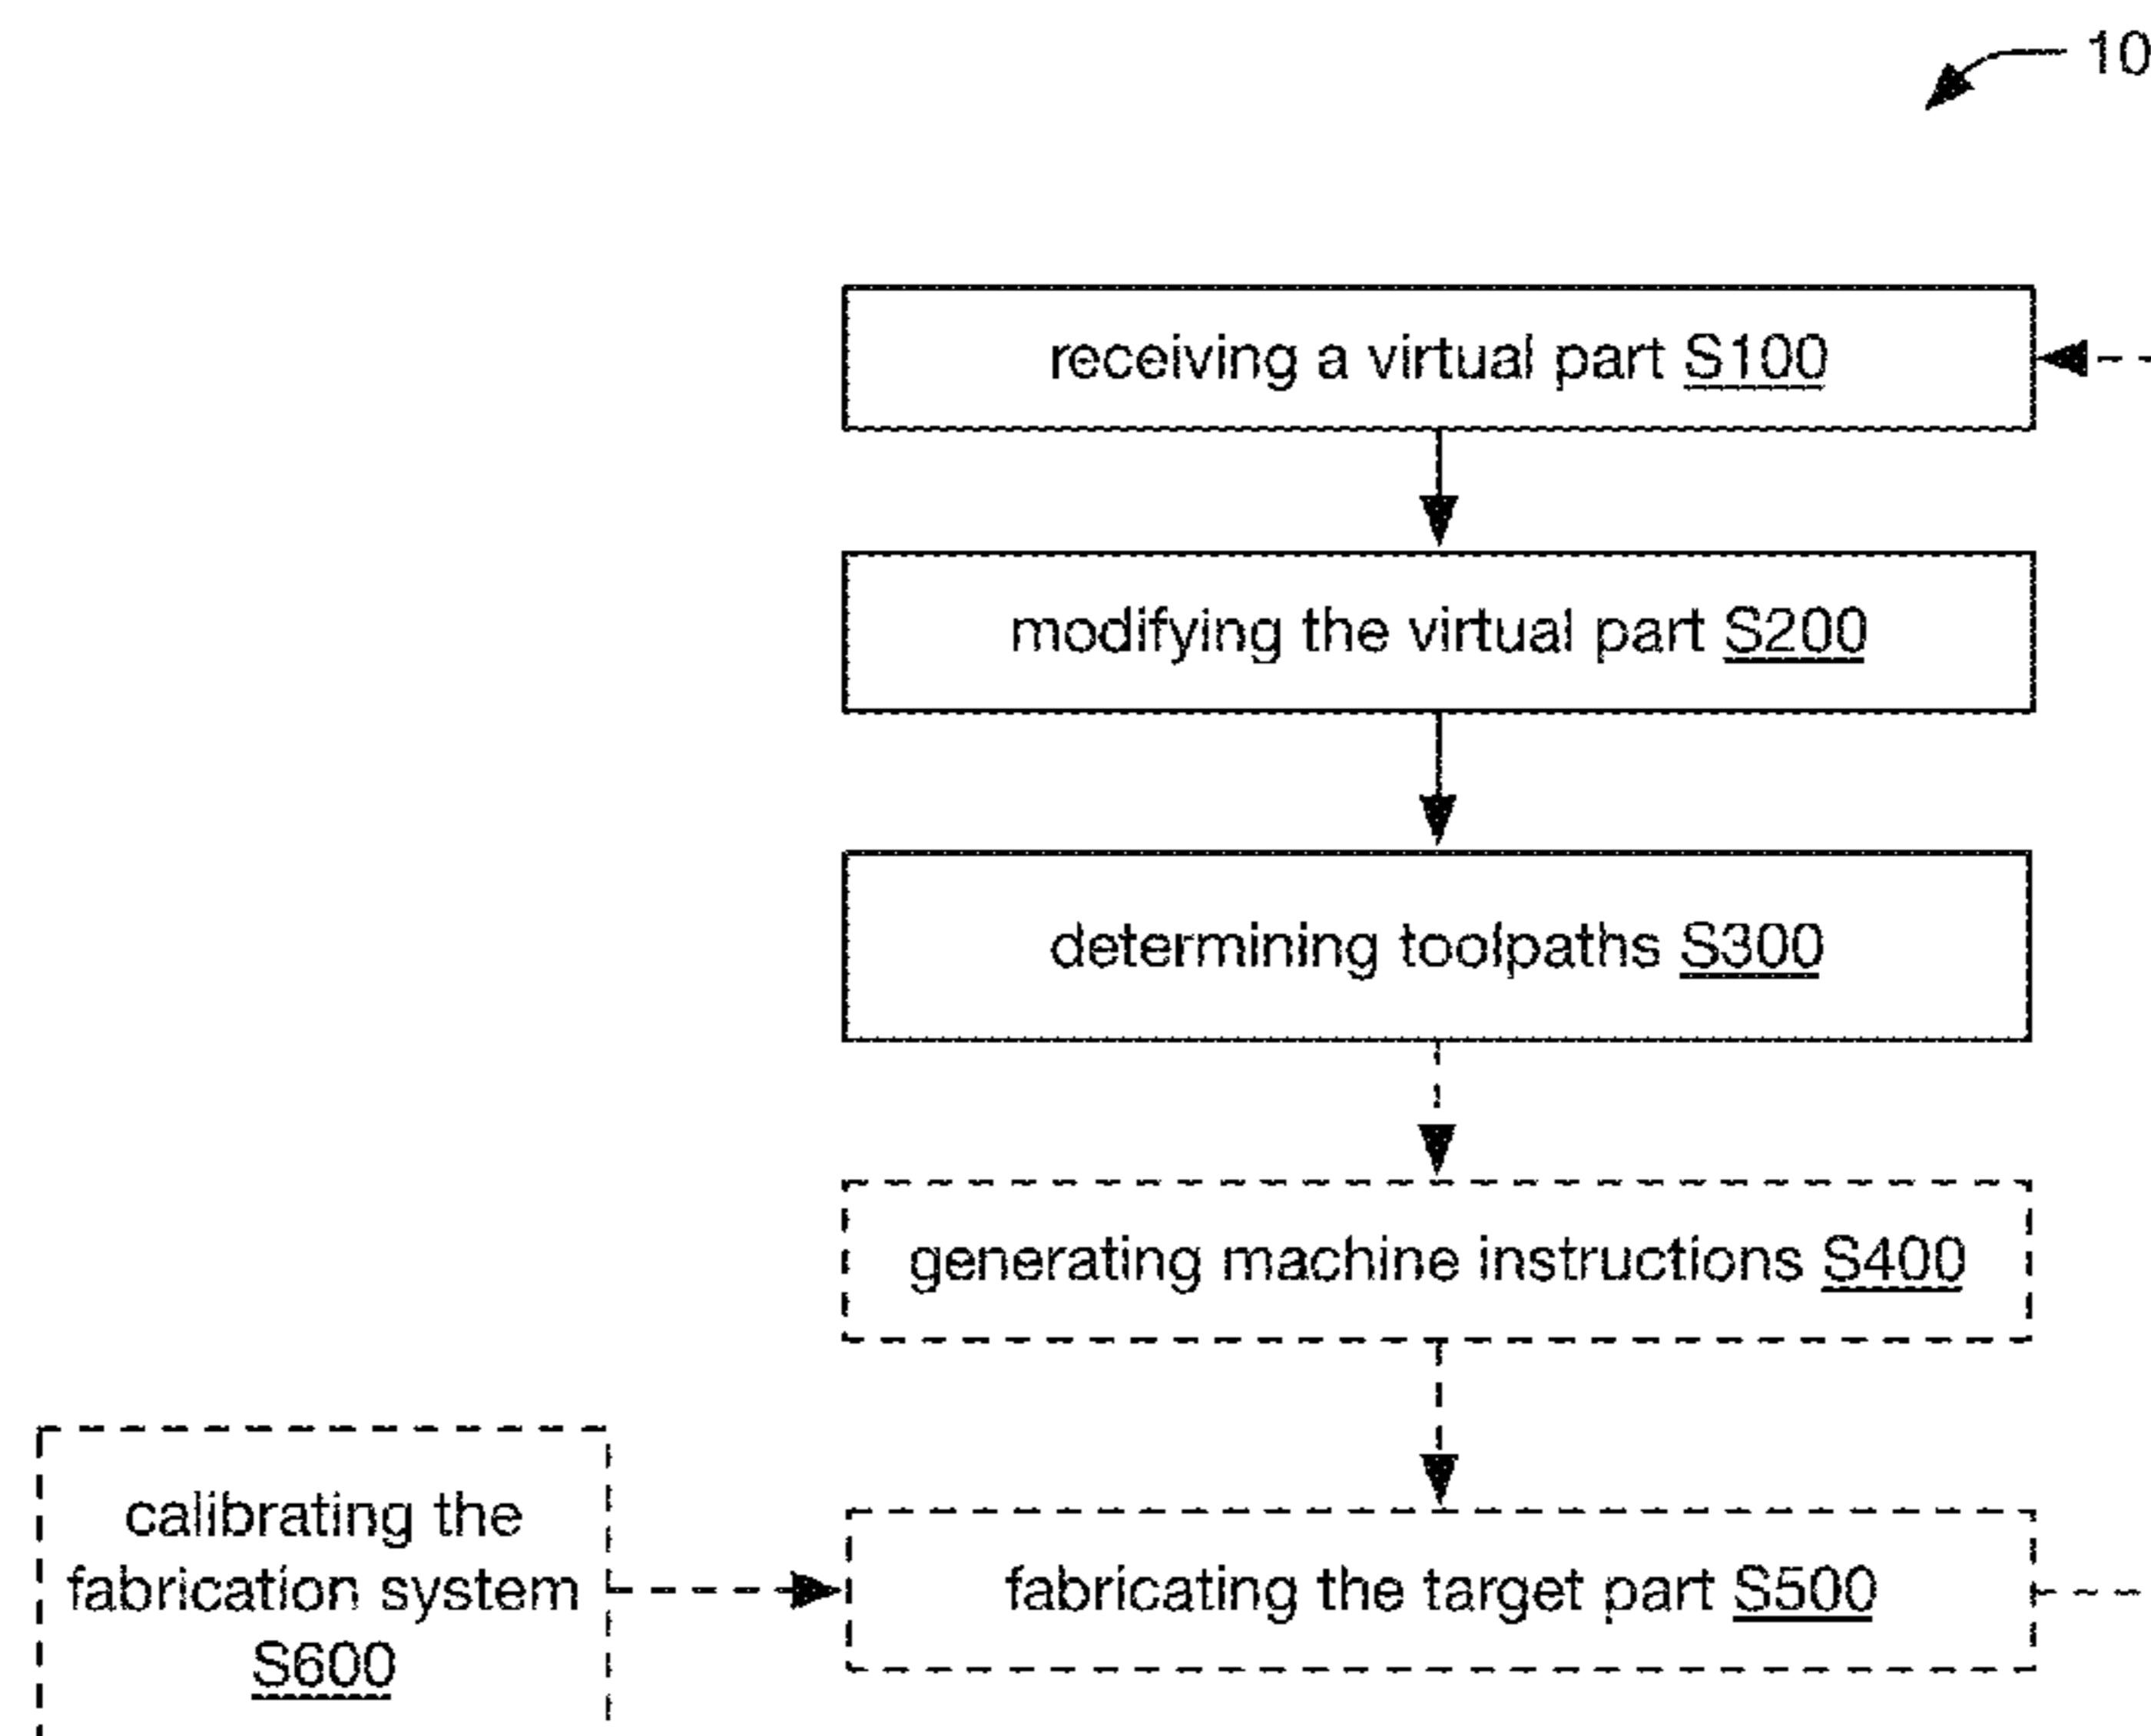 10
receiving a virtual part S100
modifying the virtual part S200
determining toolpaths S300
generating machine instructions S400
calibrating the
fabrication system
S600
fabricating the target part S500